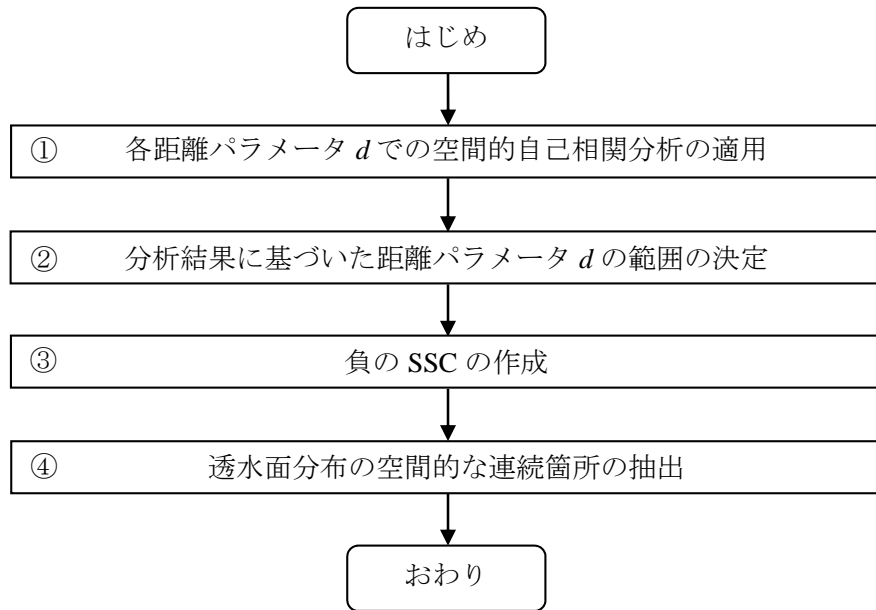 はじめ
① 各距離パラメータ d での空間的自己相関分析の適用
② 分析結果に基づいた距離パラメータ d の範囲の決定
③ 負の SSC の作成
④ 透水面分布の空間的な連続箇所の抽出
おわり